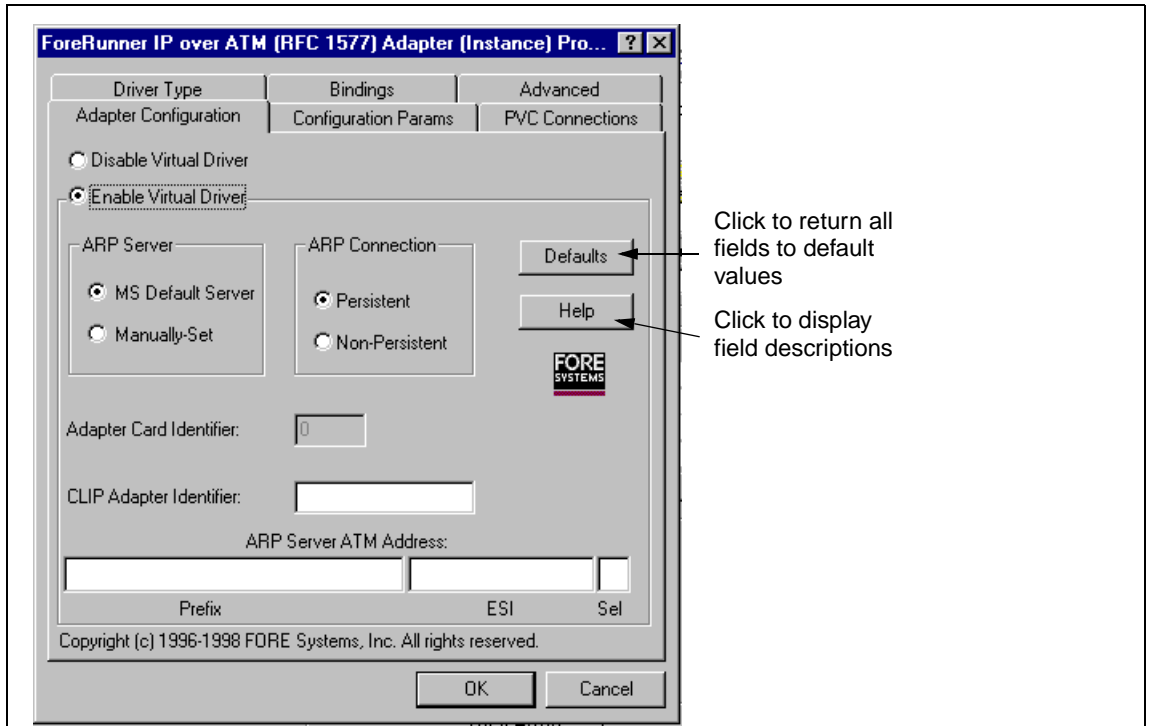 ForeRunner IP over ATM (RFC 1577) Adapter (Instance) Pro...
Driver Type
Bindings
Advanced
Adapter Configuration
Configuration Params
PVC Connections
Disable Virtual Driver
Enable Virtual Driver
ARP Server
MS Default Server
Manually-Set
ARP Connection
Persistent
Non-Persistent
Defaults
Help
Click to return all
fields to default
values
Click to display
field descriptions
FORE
SYSTEMS
Adapter Card Identifier:
0
CLIP Adapter Identifier:
ARP Server ATM Address:
Prefix
ESI
Sel
Copyright (c) 1996-1998 FORE Systems, Inc. All rights reserved.
OK
Cancel